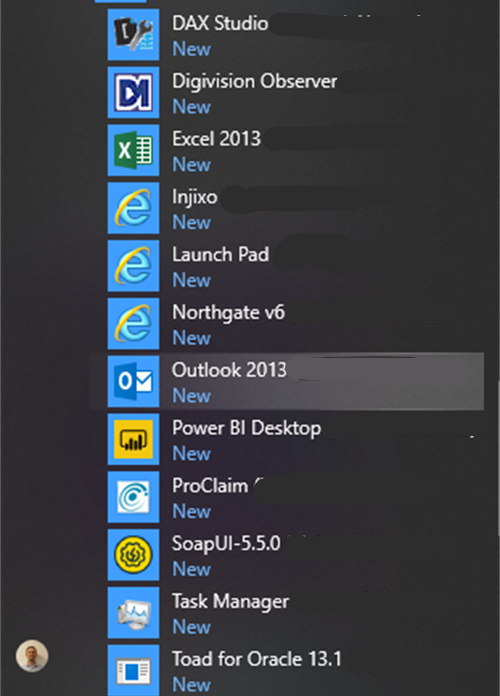 DAX Studio
New
Digivision Observer
New
Excel 2013
New
Injixo
New
Launch Pad
New
Northgate v6
New
Outlook 2013
New
Power BI Desktop
New
ProClaim
New
SoapUI-5.5.0
New
Task Manager
New
Toad for Oracle 13.1
New